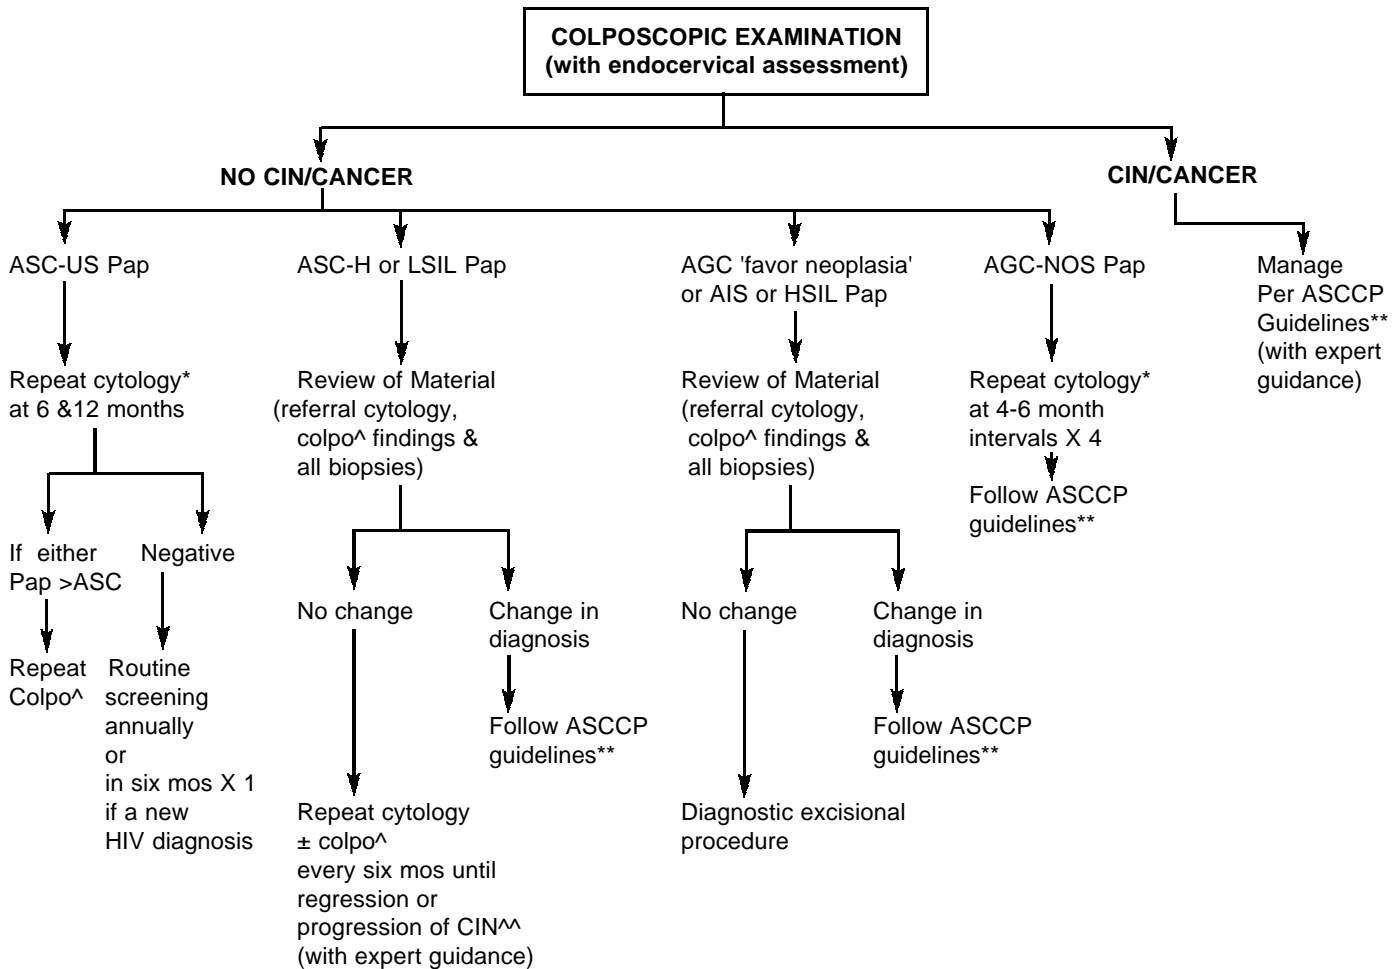 COLPOSCOPIC EXAMINATION
(with endocervical assessment)
NO CIN/CANCER
CIN/CANCER
ASC-US Pap
Repeat cytology*
at 6 &12 months
If either
Pap >ASC
Repeat
Colpo^
Negative
Routine
screening
annually
or
in six mos X 1
if a new
HIV diagnosis
ASC-H or LSIL Pap
Review of Material
(referral cytology,
colpo^ findings &
all biopsies)
No change
Repeat cytology
± colpo^
every six mos until
regression or
progression of CIN^^
(with expert guidance)
Change in
diagnosis
Follow ASCCP
guidelines**
AGC 'favor neoplasia'
or AIS or HSIL Pap
Review of Material
(referral cytology,
colpo^ findings &
all biopsies)
No change
Diagnostic excisional
procedure
Change in
diagnosis
Follow ASCCP
guidelines**
AGC-NOS Pap
Repeat cytology*
at 4-6 month
intervals X 4
Follow ASCCP
guidelines**
Manage
Per ASCCP
Guidelines**
(with expert
guidance)